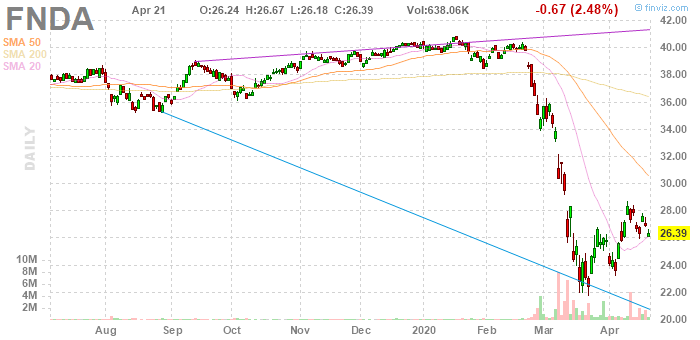 FNDA
Apr 21 O:26.24 H:26.67 L:26.18 C:26.39 Vol:638.06K -0.67 (2.48%)
© finviz.com
SMA 50
SMA 200
SMA 20
DAILY
42.00
40.00
38.00
36.00
34.00
32.00
30.00
28.00
26.39
26.00
24.00
22.00
20.00
10M
8M
6M
4M
2M
Aug Sep Oct Nov Dec 2020 Feb Mar Apr